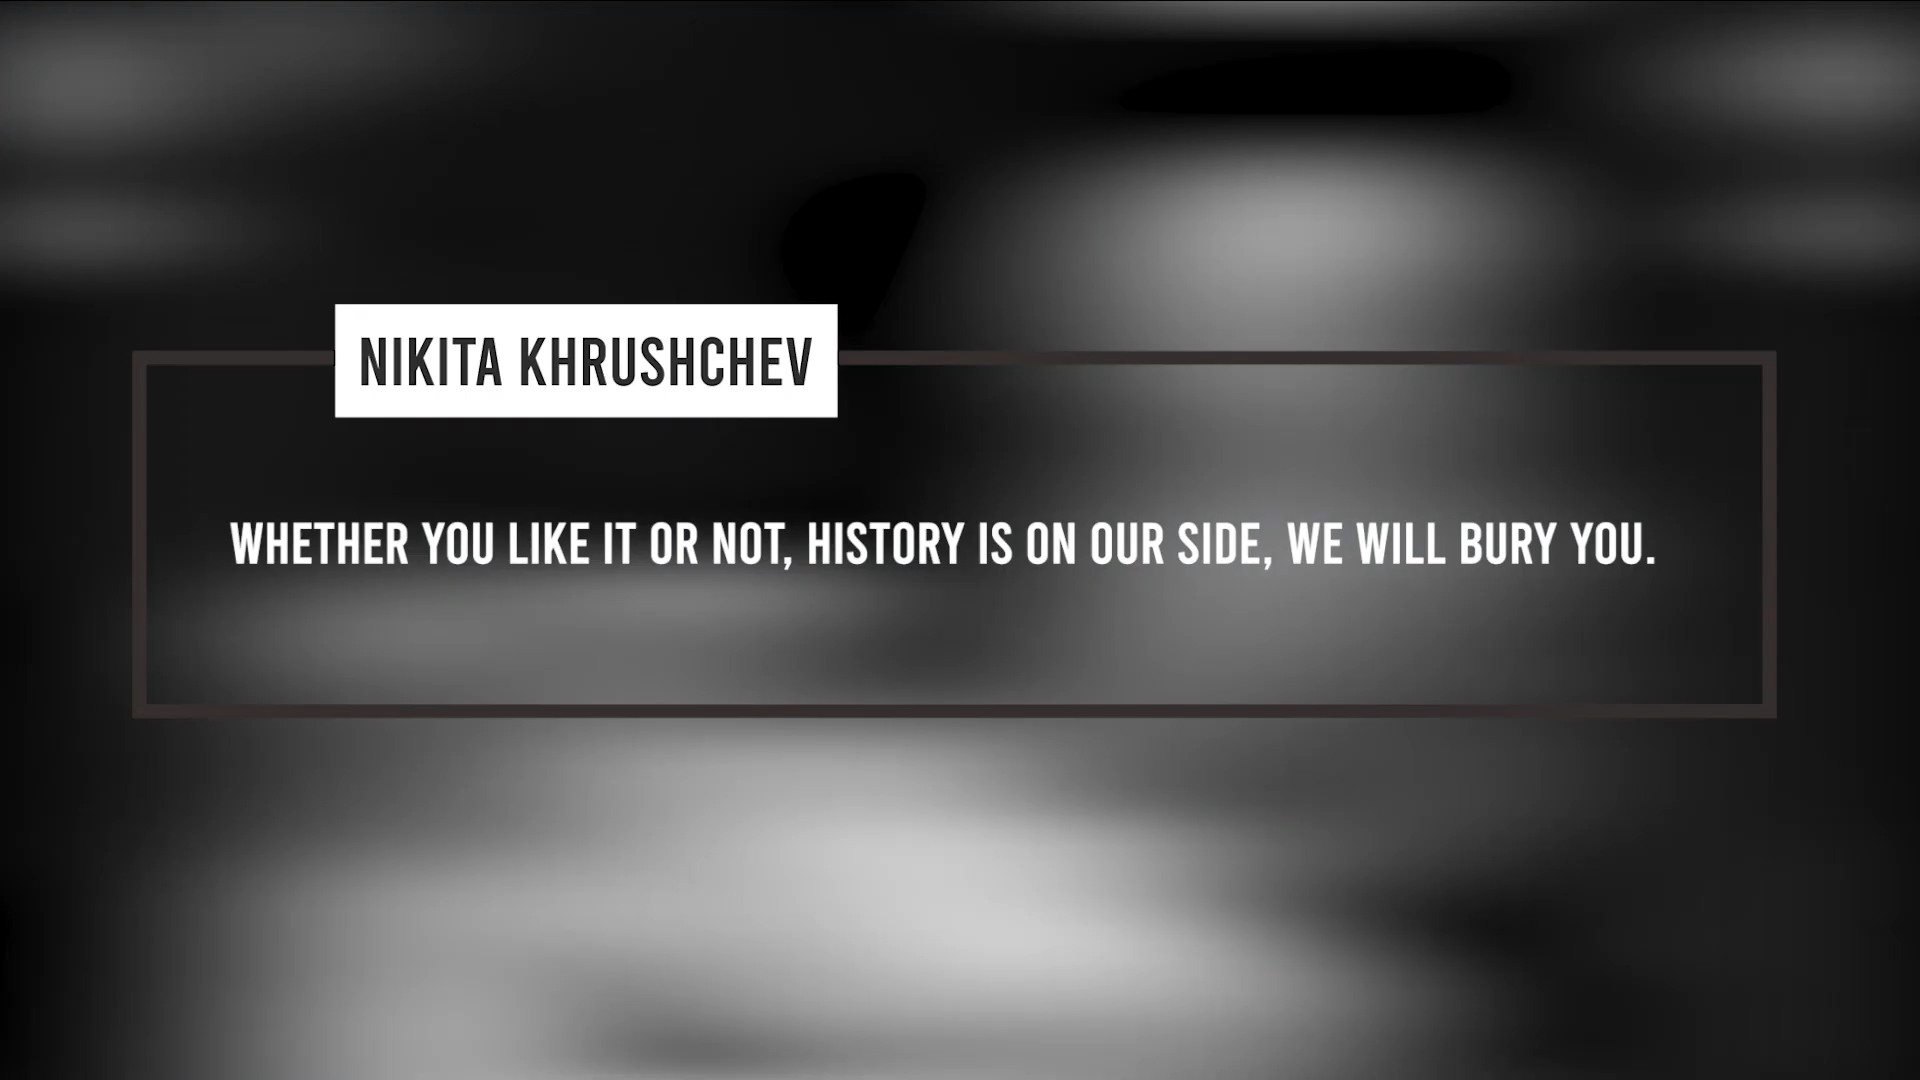 NIKITA KHRUSHCHEV
WHETHER YOU LIKE IT OR NOT, HISTORY IS ON OUR SIDE, WE WILL BURY YOU.